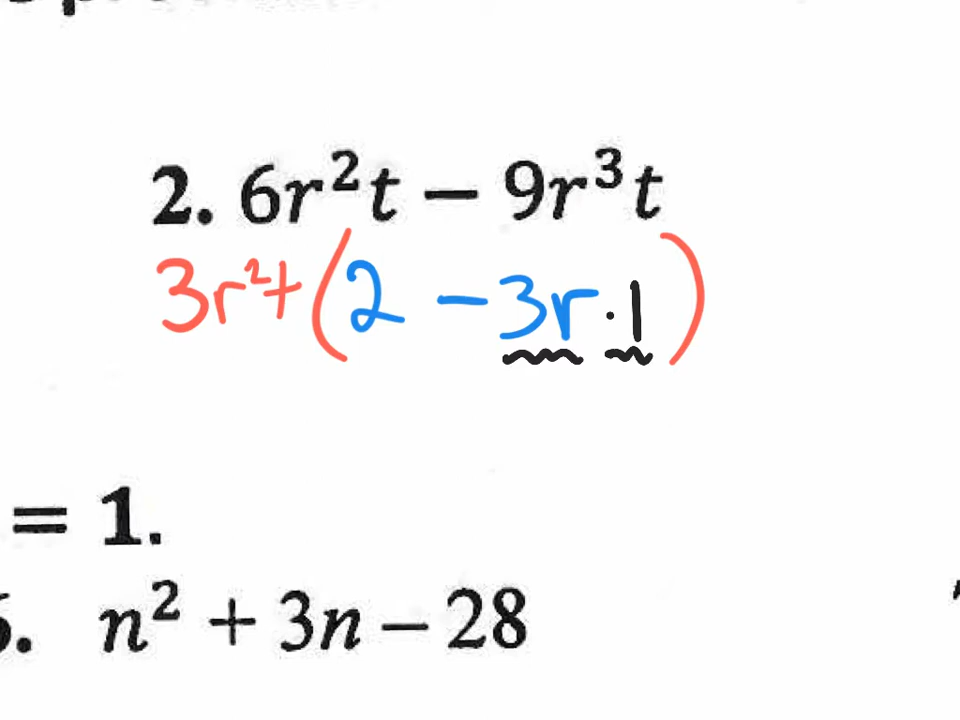 2. 6r²t − 9r³t
3r²t(2 − 3r · 1)
= 1.
n² + 3n − 28